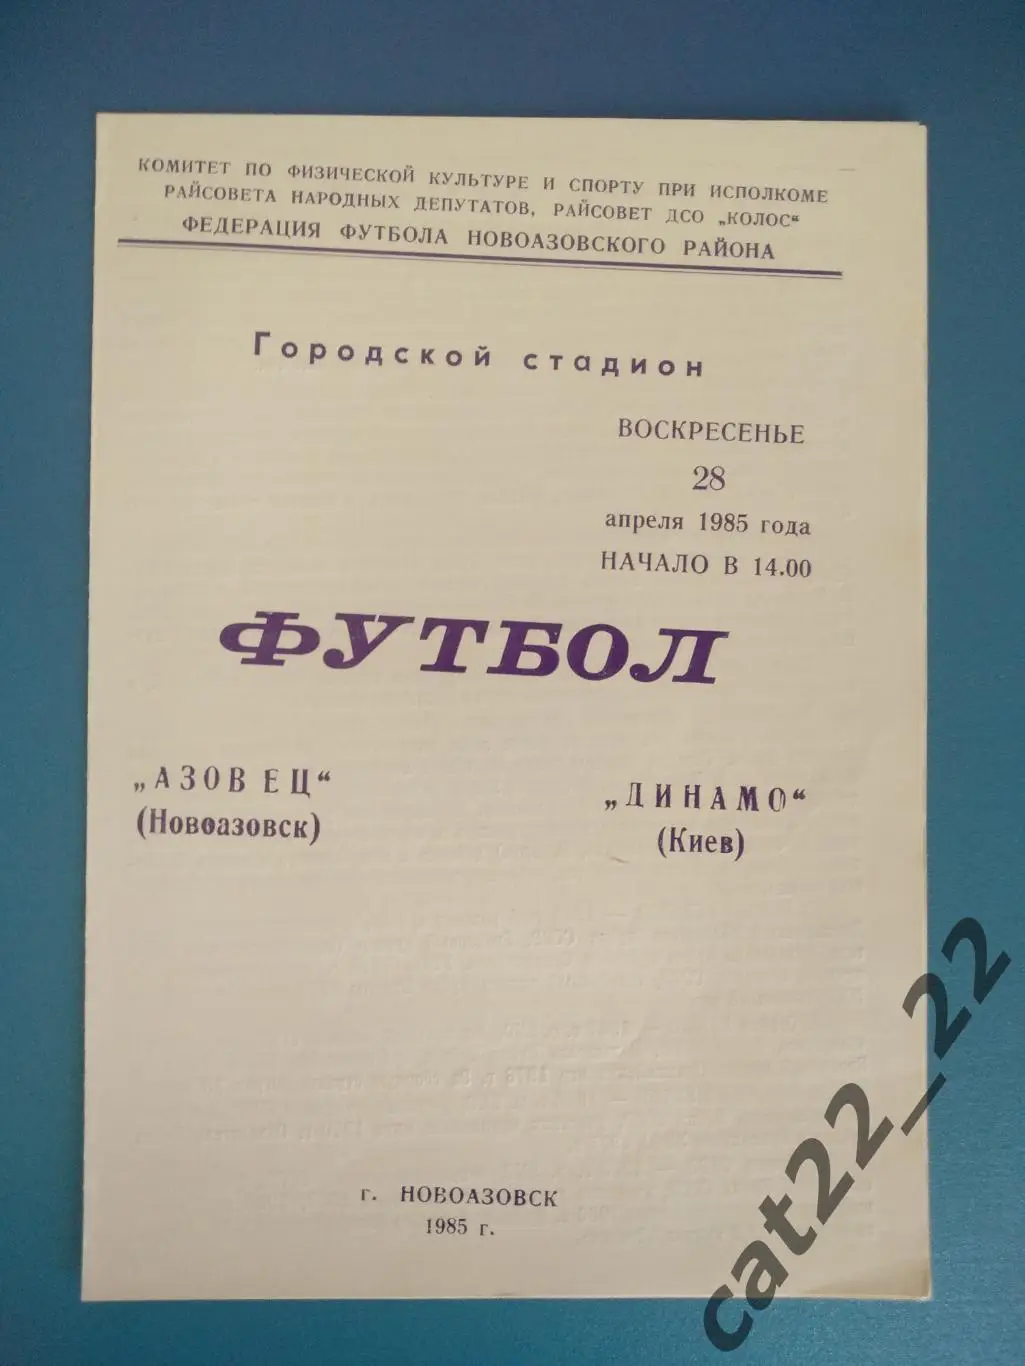 КОМИТЕТ ПО ФИЗИЧЕСКОЙ КУЛЬТУРЕ И СПОРТУ ПРИ ИСПОЛКОМЕ
РАЙСОВЕТА НАРОДНЫХ ДЕПУТАТОВ, РАЙСОВЕТ ДСО „КОЛОС“
ФЕДЕРАЦИЯ ФУТБОЛА НОВОАЗОВСКОГО РАЙОНА
Городской стадион
ВОСКРЕСЕНЬЕ
28
апреля 1985 года
НАЧАЛО В 14.00
ФУТБОЛ
„АЗОВЕЦ“
(Новоазовск)
„ДИНАМО“
(Киев)
г. НОВОАЗОВСК
1985 г.
cat22_22